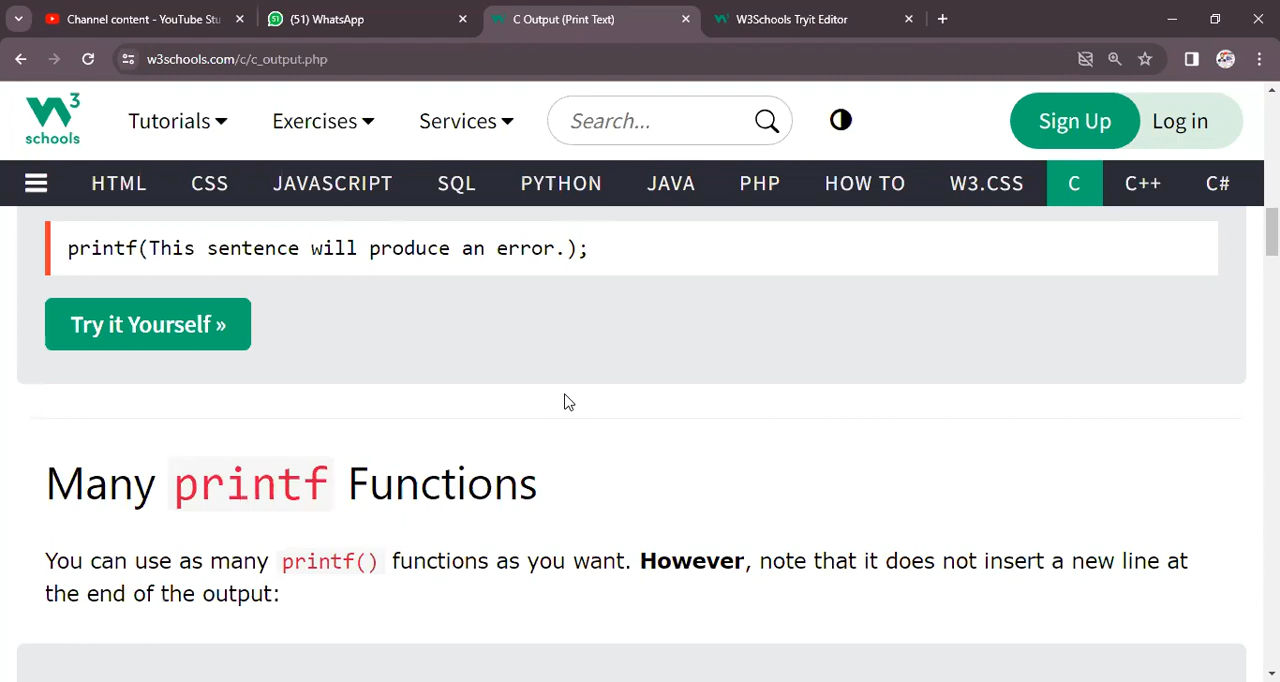 Channel content - YouTube Stu
(51) WhatsApp
C Output (Print Text)
W3Schools Tryit Editor
w3schools.com/c/c_output.php
W3 schools
Tutorials
Exercises
Services
Search...
Sign Up
Log in
HTML
CSS
JAVASCRIPT
SQL
PYTHON
JAVA
PHP
HOW TO
W3.CSS
C
C++
C#
printf(This sentence will produce an error.);
Try it Yourself »
Many printf Functions
You can use as many printf() functions as you want. However, note that it does not insert a new line at
the end of the output: